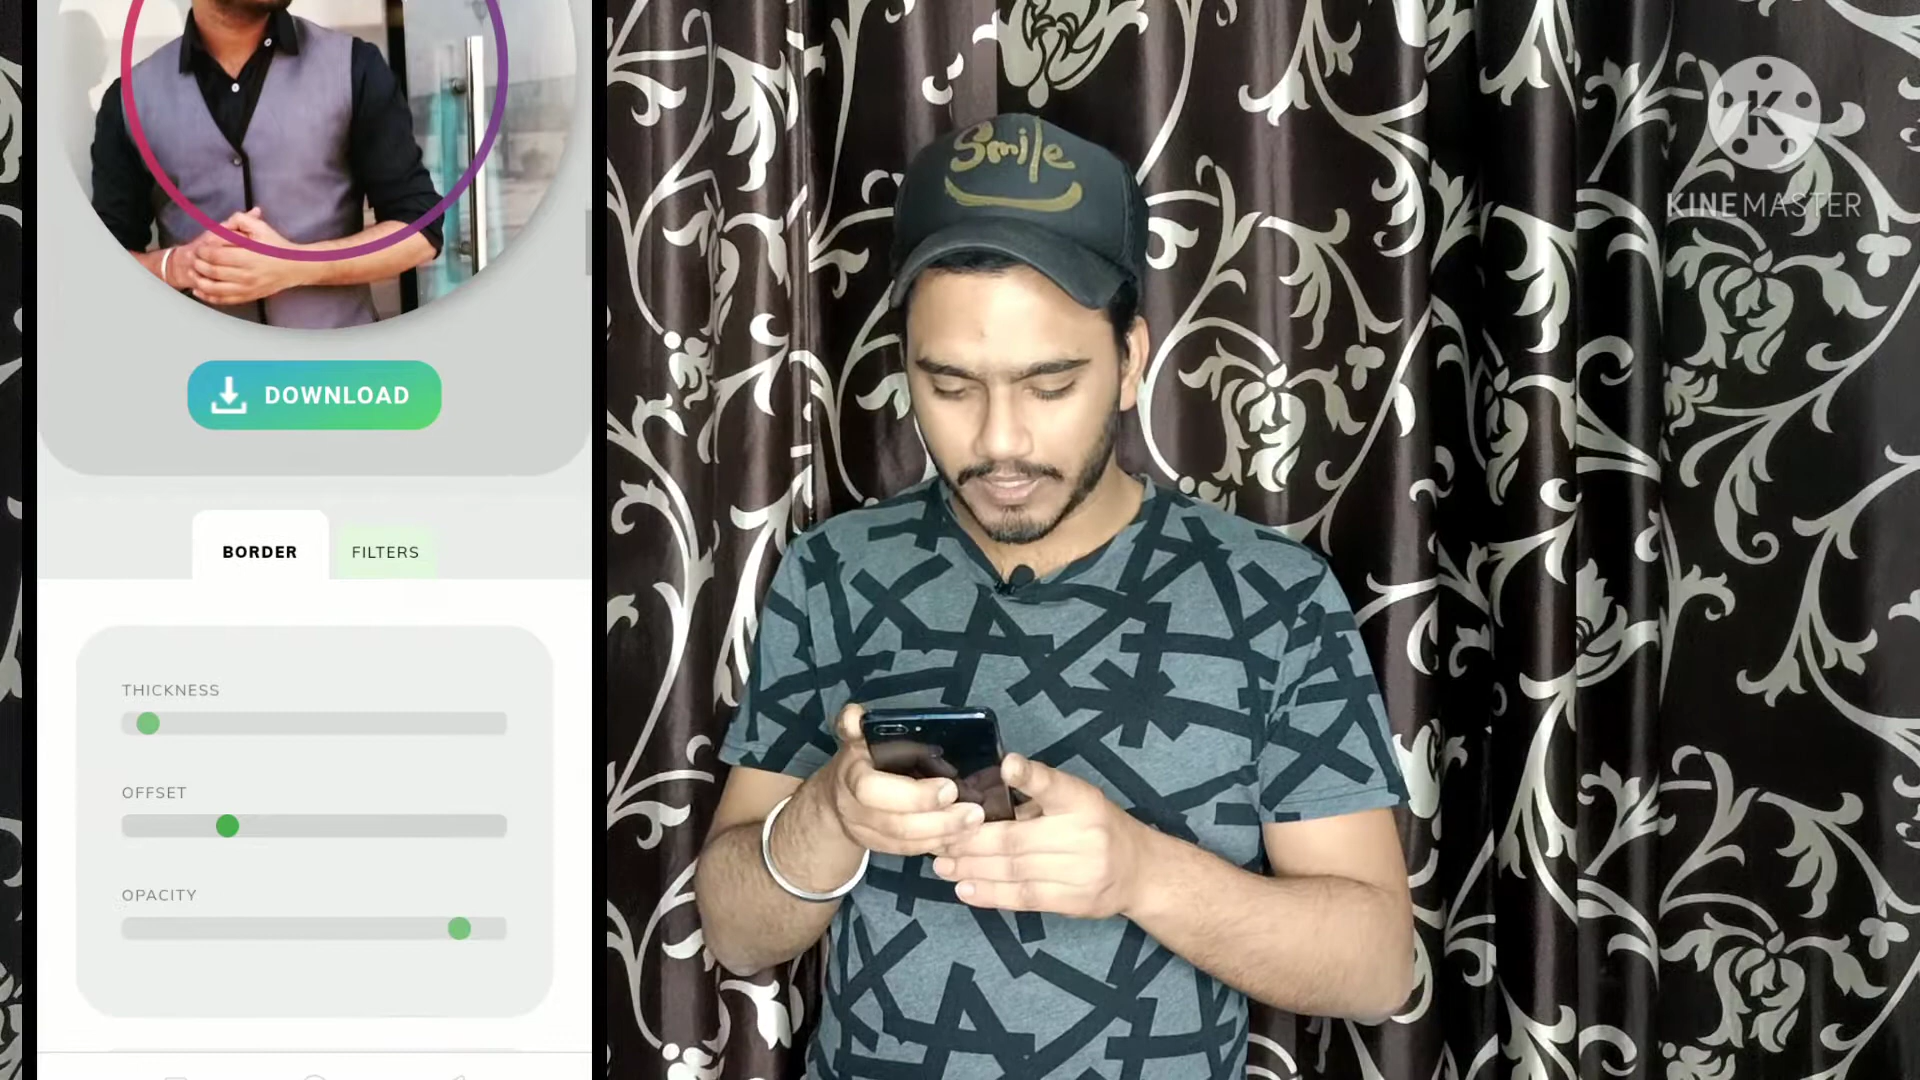 DOWNLOAD
BORDER
FILTERS
THICKNESS
OFFSET
OPACITY
Smile
K
KINEMASTER